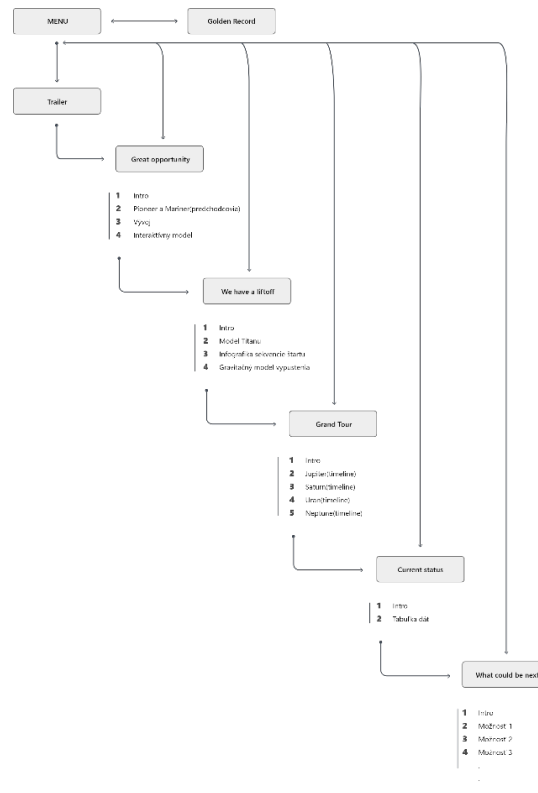 MENU
Golden Record
Trailer
Great opportunity
1 Intro
2 Pioneer a Mariner(predchodcovia)
3 Vyvoj
4 Interaktívny model
We have a liftoff
1 Intro
2 Model Titanu
3 Infografika sekvencie štartu
4 Gravitačny model vypustenia
Grand Tour
1 Intro
2 Jupiter(timeline)
3 Saturn(timeline)
4 Uran(timeline)
5 Neptune(timeline)
Current status
1 Intro
2 Tabuľka dát
What could be next
1 Intro
2 Možnosť 1
3 Možnosť 2
4 Možnosť 3
.
.